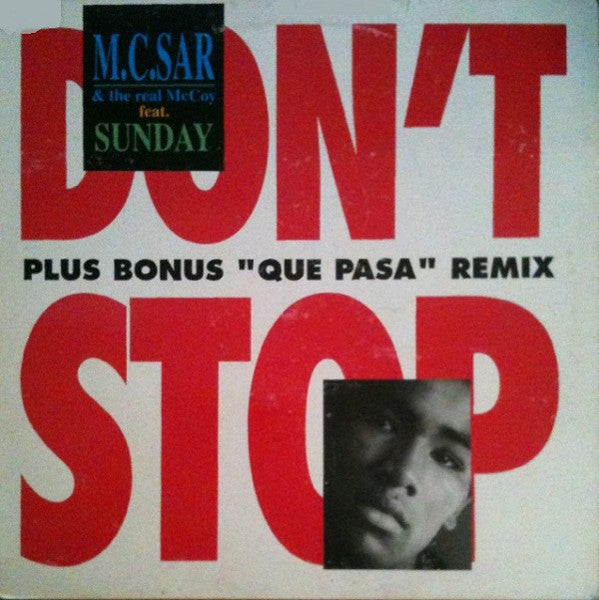 M.C.SAR
& the real McCoy
feat.
SUNDAY
DON'T
PLUS BONUS "QUE PASA" REMIX
STOP